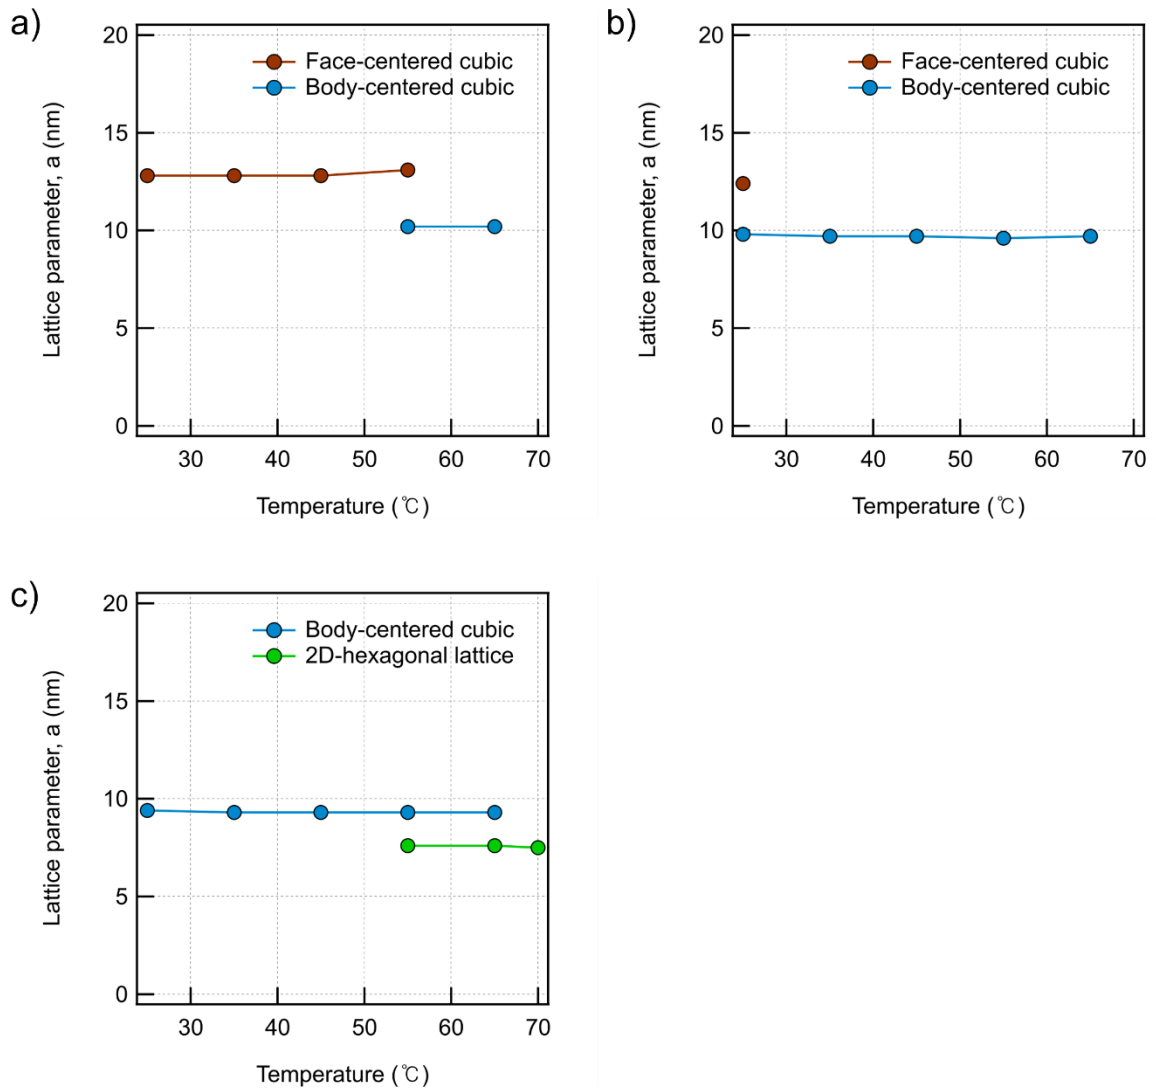 a)
20
15
10
5
0
Lattice parameter, a (nm)
Face-centered cubic
Body-centered cubic
30 40 50 60 70
Temperature (℃)
b)
20
15
10
5
0
Lattice parameter, a (nm)
Face-centered cubic
Body-centered cubic
30 40 50 60 70
Temperature (℃)
c)
20
15
10
5
0
Lattice parameter, a (nm)
Body-centered cubic
2D-hexagonal lattice
30 40 50 60 70
Temperature (℃)